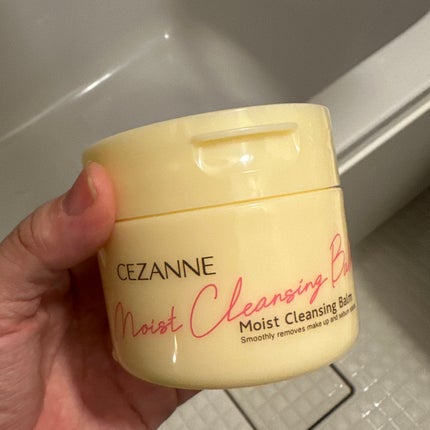 CEZANNE
Moist Cleansing
Moist Cleansing Balm
Smoothly removes make up and sebum